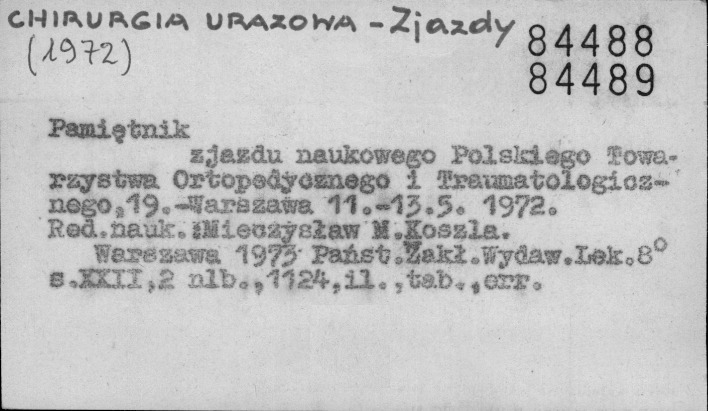 CHIRURGIA URAZOWA - Zjazdy
(1972)
84488
84489
Pamiętnik
zjazdu naukowego Polskiego Towa-
rzystwa Ortopedycznego i Traumatologicz-
nego,19.-Warszawa 11.-13.5. 1972.
Red.nauk.:Mieczysław M.Koszla.
Warszawa 1973 Państ.Zakł.Wydaw.Lek.8°
s.XXII,2 nlb.,1124,il.,tab.,err.